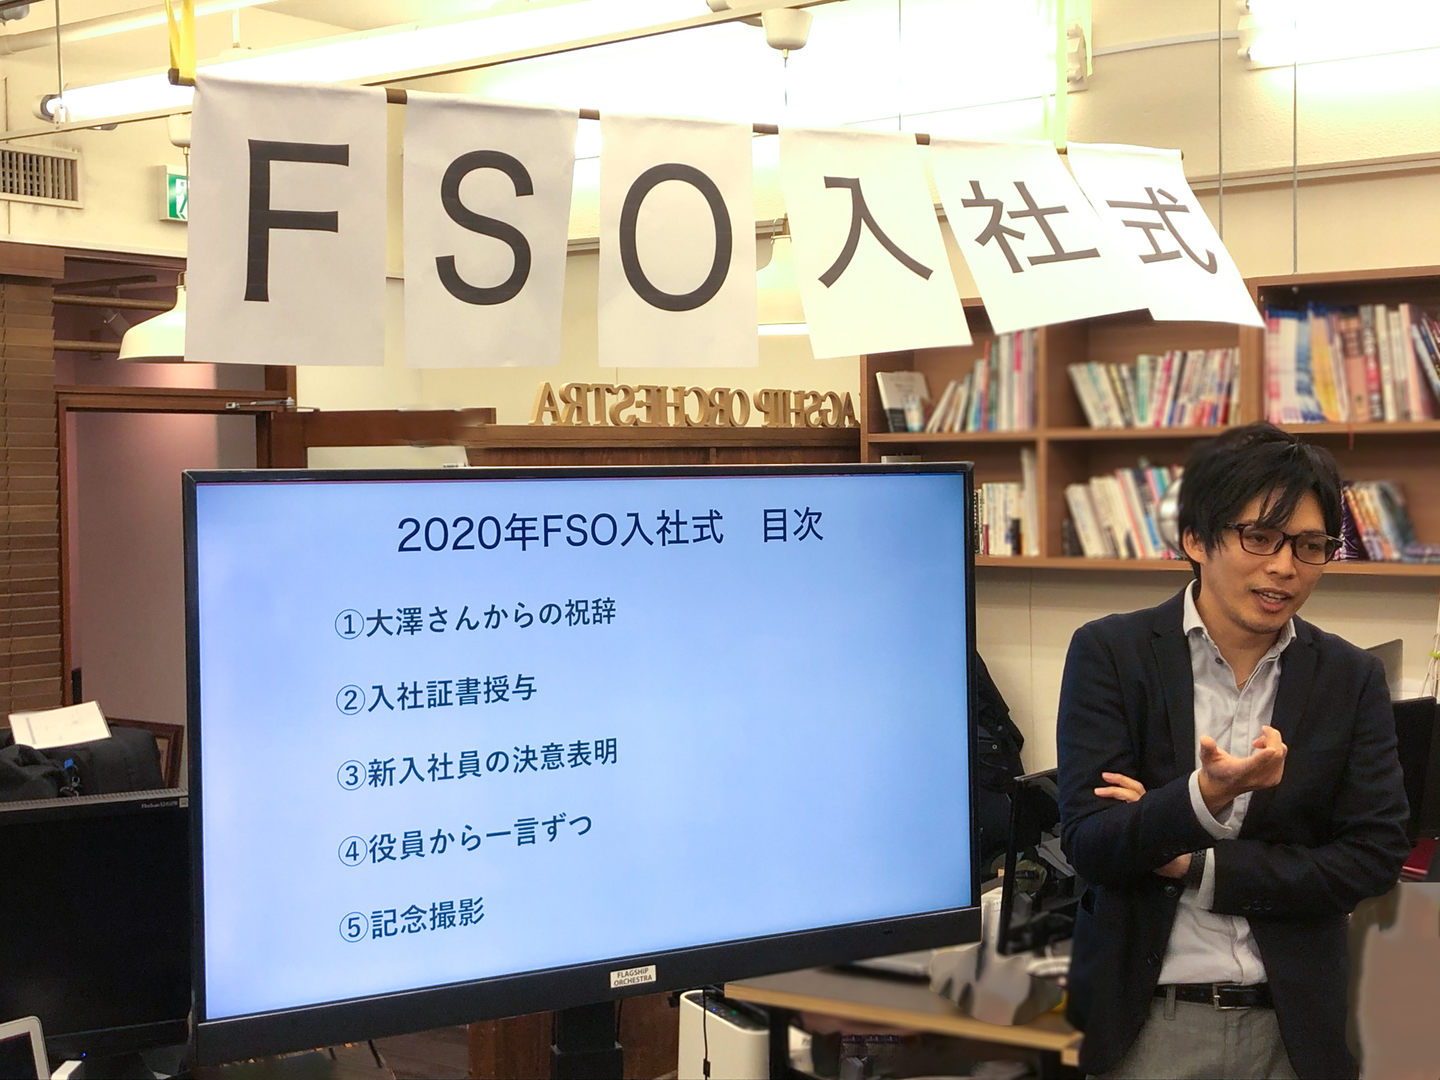 FSO入社式
FLAGSHIP ORCHESTRA
2020年FSO入社式　目次
①大澤さんからの祝辞
②入社証書授与
③新入社員の決意表明
④役員から一言ずつ
⑤記念撮影
FLAGSHIP
ORCHESTRA